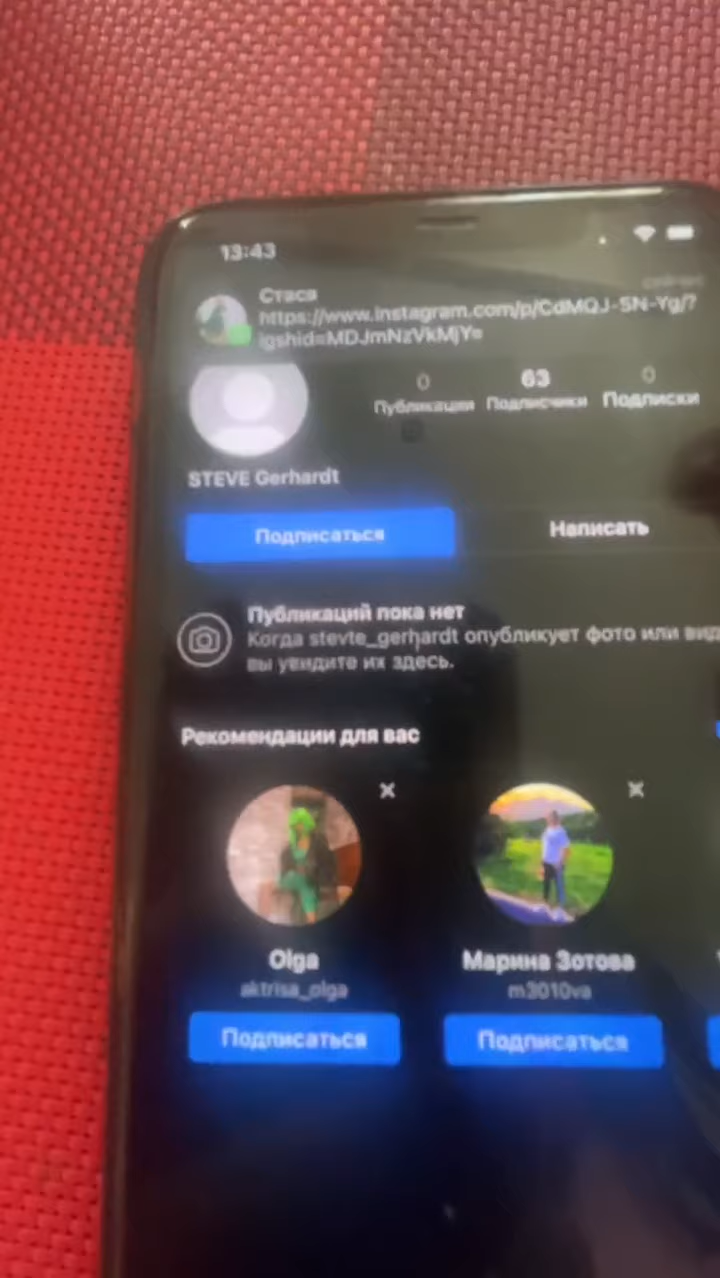 13:43
Стася
https://www.instagram.com/p/CdMQJ-SN-Yg/?
igshid=MDJmNzVkMjY=
0 63 0
Публикации Подписчики Подписки
STEVE Gerhardt
Подписаться Написать
Публикаций пока нет
Когда stevte_gerhardt опубликует фото или
вы увидите их здесь.
Рекомендации для вас
Olga Марина Зотова
aktrisa_olga m3010va
Подписаться Подписаться